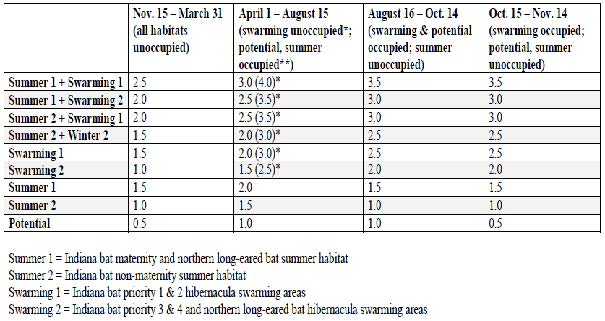 Nov. 15 – March 31 (all habitats unoccupied)
April 1 – August 15 (swarming unoccupied*; potential, summer occupied**)
August 16 – Oct. 14 (swarming & potential occupied; summer unoccupied)
Oct. 15 – Nov. 14 (swarming occupied; potential, summer unoccupied)
Summer 1 + Swarming 1 2.5 3.0 (4.0)* 3.5 3.5
Summer 1 + Swarming 2 2.0 2.5 (3.5)* 3.0 3.0
Summer 2 + Swarming 1 2.0 2.5 (3.5)* 3.0 3.0
Summer 2 + Winter 2 1.5 2.0 (3.0)* 2.5 2.5
Swarming 1 1.5 2.0 (3.0)* 2.5 2.5
Swarming 2 1.0 1.5 (2.5)* 2.0 2.0
Summer 1 1.5 2.0 1.5 1.5
Summer 2 1.0 1.5 1.0 1.0
Potential 0.5 1.0 1.0 0.5
Summer 1 = Indiana bat maternity and northern long-eared bat summer habitat
Summer 2 = Indiana bat non-maternity summer habitat
Swarming 1 = Indiana bat priority 1 & 2 hibernacula swarming areas
Swarming 2 = Indiana bat priority 3 & 4 and northern long-eared bat hibernacula swarming areas